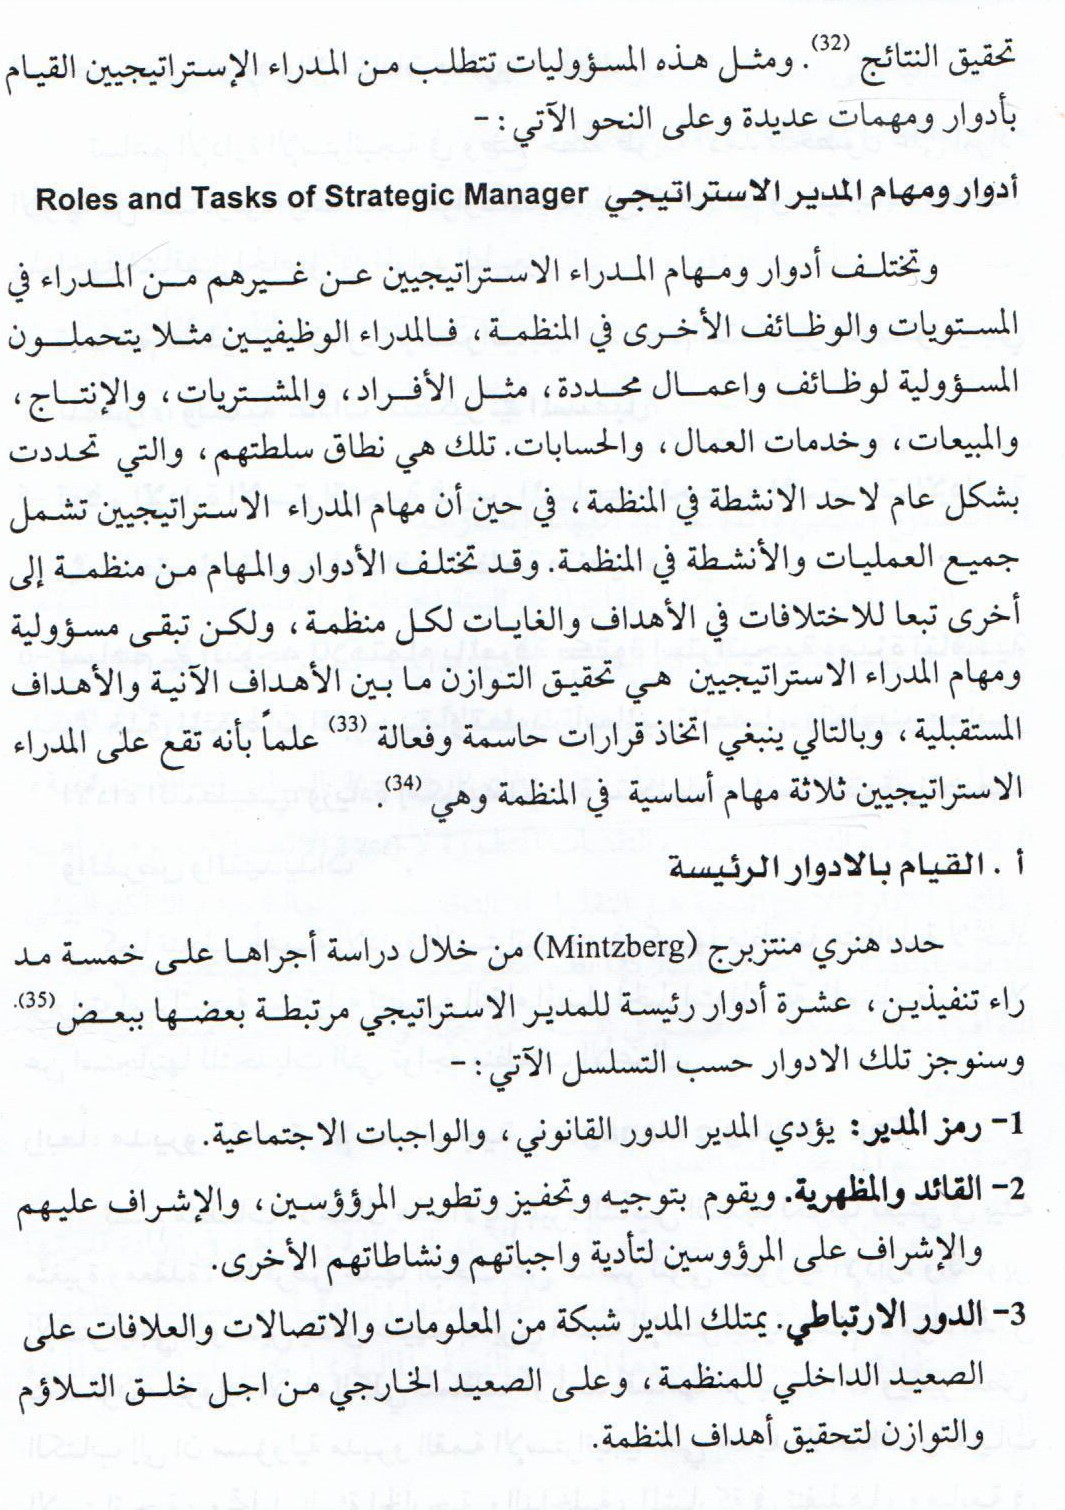 تحقيق النتائج (32). ومثل هذه المسؤوليات تتطلب من المدراء الإستراتيجيين القيام
بأدوار ومهمات عديدة وعلى النحو الآتي: -
أدوار ومهام المدير الاستراتيجي Roles and Tasks of Strategic Manager
وتختلف أدوار ومهام المدراء الاستراتيجيين عن غيرهم من المدراء في
المستويات والوظائف الأخرى في المنظمة، فالمدراء الوظيفيين مثلا يتحملون
المسؤولية لوظائف واعمال محددة، مثل الأفراد، والمشتريات، والإنتاج،
والمبيعات، وخدمات العمال، والحسابات. تلك هي نطاق سلطتهم، والتي تحددت
بشكل عام لاحد الانشطة في المنظمة، في حين أن مهام المدراء الاستراتيجيين تشمل
جميع العمليات والأنشطة في المنظمة. وقد تختلف الأدوار والمهام من منظمة إلى
أخرى تبعا للاختلافات في الأهداف والغايات لكل منظمة، ولكن تبقى مسؤولية
ومهام المدراء الاستراتيجيين هي تحقيق التوازن ما بين الأهداف الآنية والأهداف
المستقبلية، وبالتالي ينبغي اتخاذ قرارات حاسمة وفعالة (33) علماً بأنه تقع على المدراء
الاستراتيجيين ثلاثة مهام أساسية في المنظمة وهي (34).
أ . القيام بالادوار الرئيسة
حدد هنري منتزبرج (Mintzberg) من خلال دراسة أجراها على خمسة مد
راء تنفيذين، عشرة أدوار رئيسة للمدير الاستراتيجي مرتبطة بعضها ببعض (35).
وسنوجز تلك الادوار حسب التسلسل الآتي: -
1- رمز المدير: يؤدي المدير الدور القانوني، والواجبات الاجتماعية.
2- القائد والمظهرية. ويقوم بتوجيه وتحفيز وتطوير المرؤؤسين، والإشراف عليهم
والإشراف على المرؤوسين لتأدية واجباتهم ونشاطاتهم الأخرى.
3- الدور الارتباطي. يمتلك المدير شبكة من المعلومات والاتصالات والعلافات على
الصعيد الداخلي للمنظمة، وعلى الصعيد الخارجي من اجل خلق التلاؤم
والتوازن لتحقيق أهداف المنظمة.